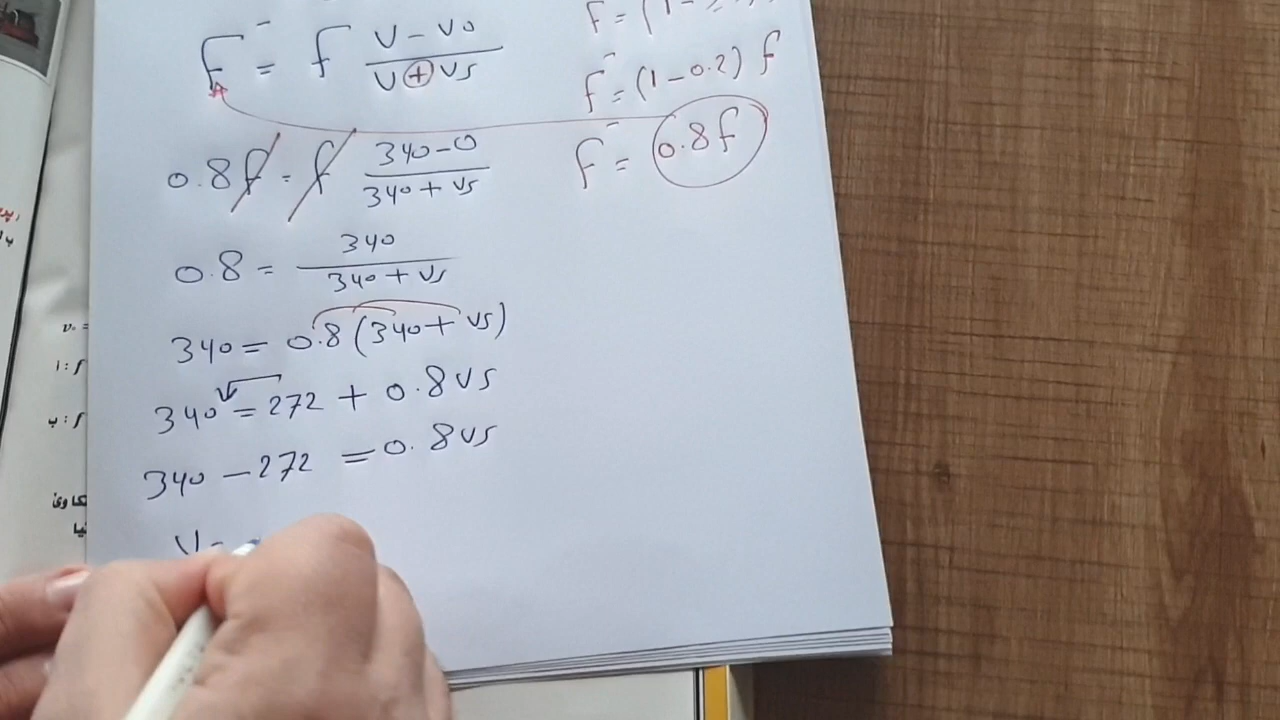 f̄ = f (v - vo) / (v + vs)
0.8f = f (340-0) / (340 + vs)
0.8 = 340 / (340 + vs)
340 = 0.8 (340 + vs)
340 = 272 + 0.8 vs
340 - 272 = 0.8 vs
f̄ = (1 - 0.2) f
f̄ = 0.8f